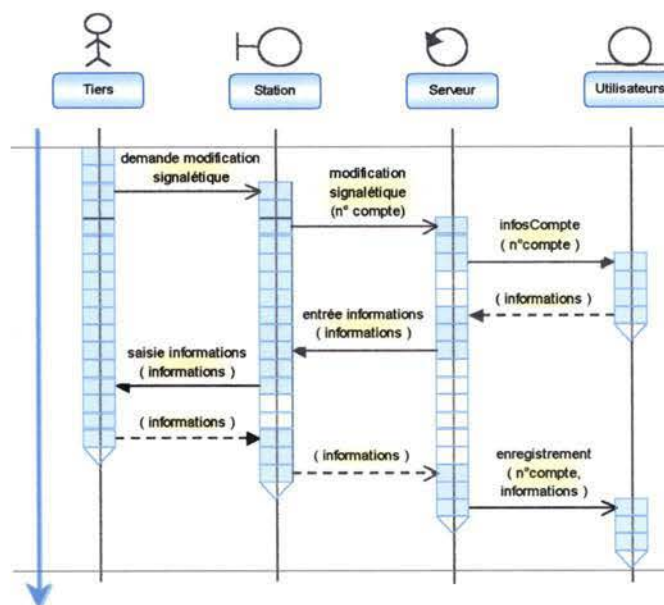 Tiers
Station
Serveur
Utilisateurs
demande modification
signalétique
modification
signalétique
(n° compte)
infosCompte
( n°compte )
( informations )
entrée informations
( informations )
saisie informations
( informations )
( informations )
( informations )
enregistrement
( n°compte,
informations )